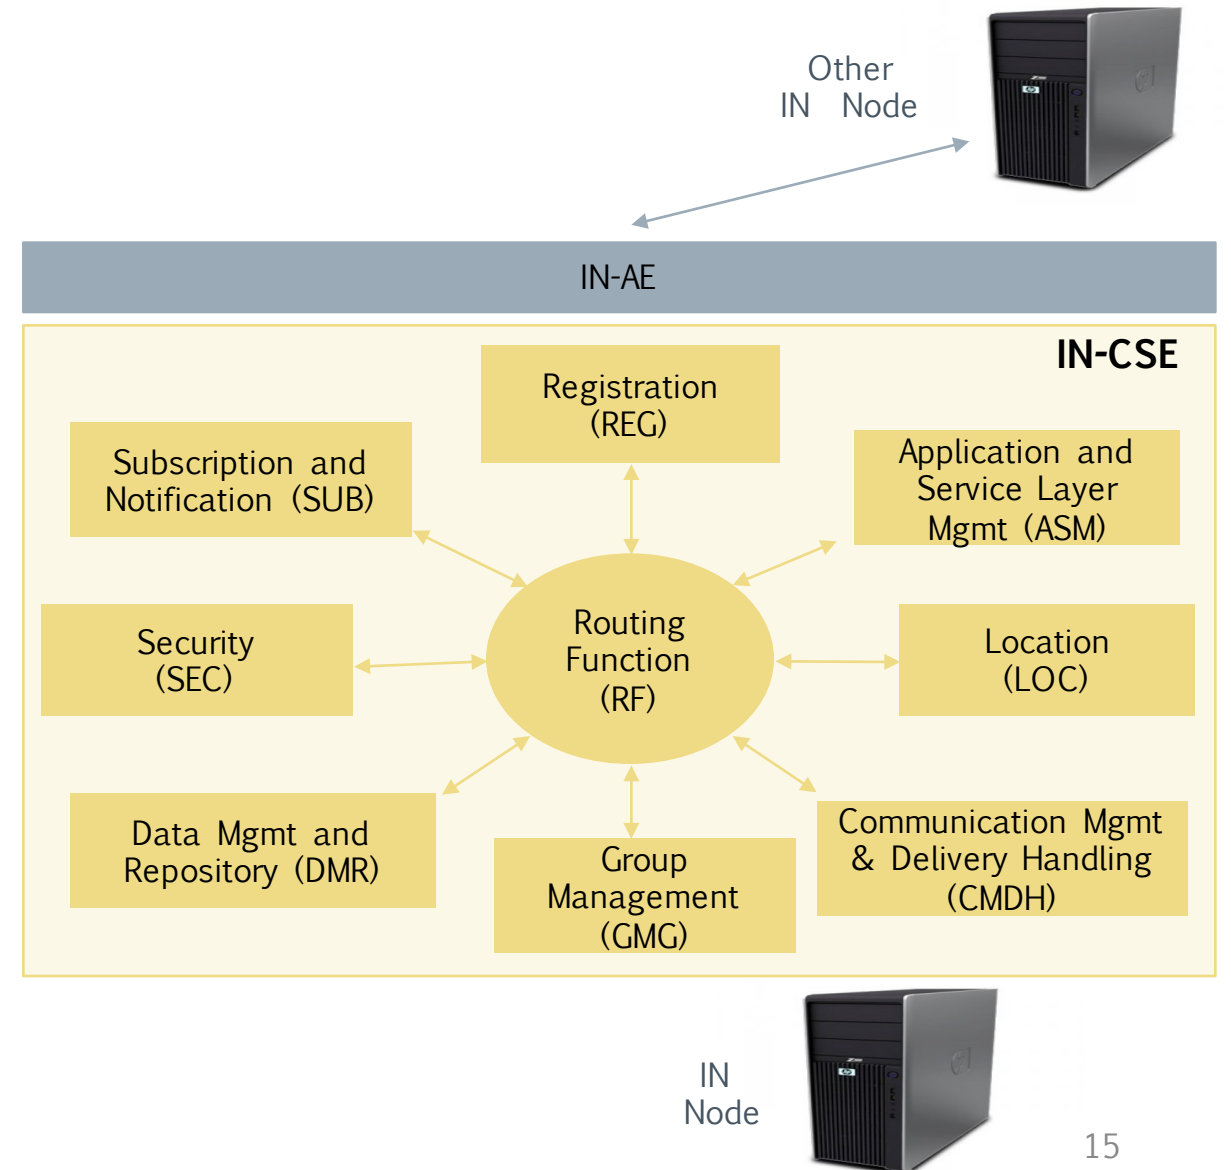 Other
IN Node
IN-AE
IN-CSE
Registration
(REG)
Subscription and
Notification (SUB)
Application and
Service Layer
Mgmt (ASM)
Security
(SEC)
Routing
Function
(RF)
Location
(LOC)
Data Mgmt and
Repository (DMR)
Group
Management
(GMG)
Communication Mgmt
& Delivery Handling
(CMDH)
IN
Node
15